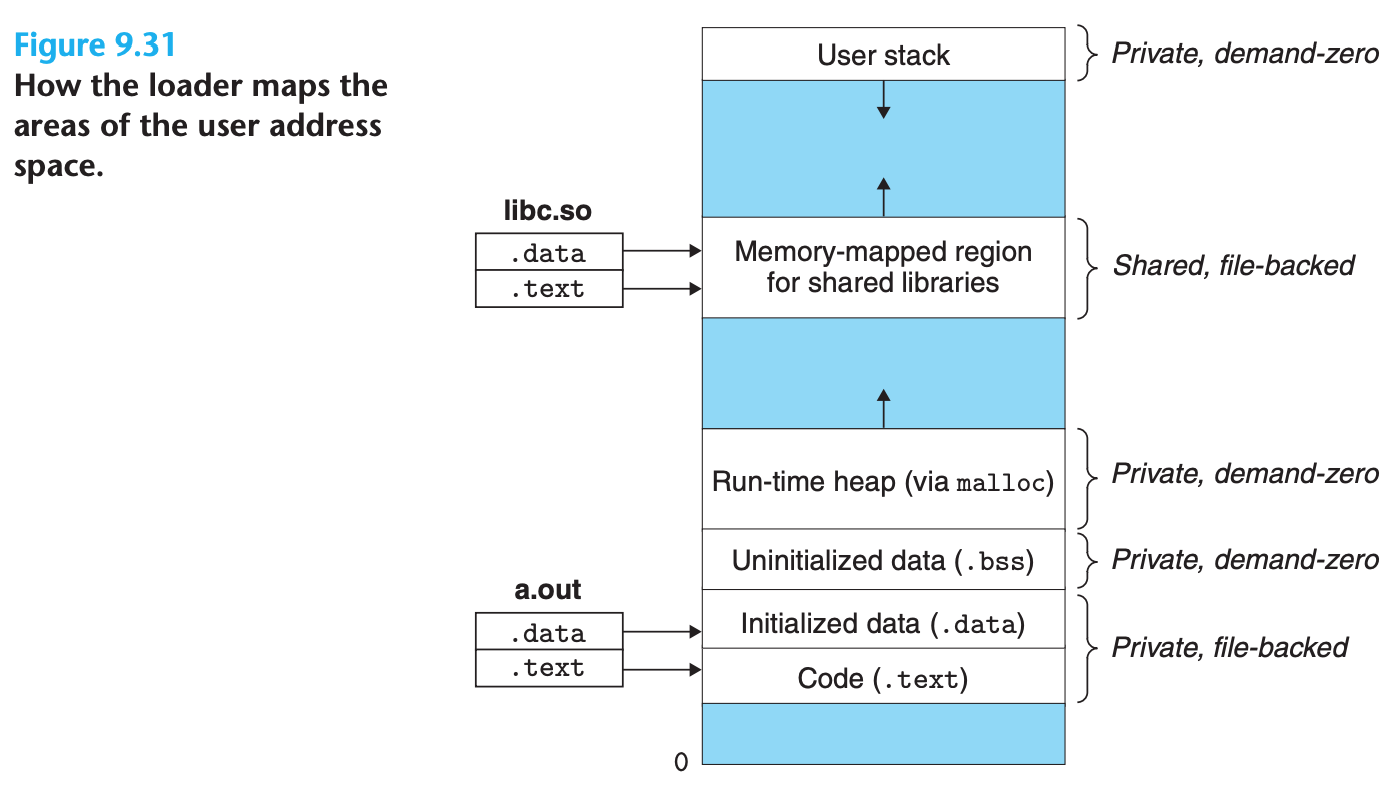 Figure 9.31
How the loader maps the
areas of the user address
space.
User stack
Private, demand-zero
libc.so
.data
.text
Memory-mapped region
for shared libraries
Shared, file-backed
Run-time heap (via malloc)
Private, demand-zero
Uninitialized data (.bss)
Private, demand-zero
a.out
.data
.text
Initialized data (.data)
Code (.text)
Private, file-backed
0